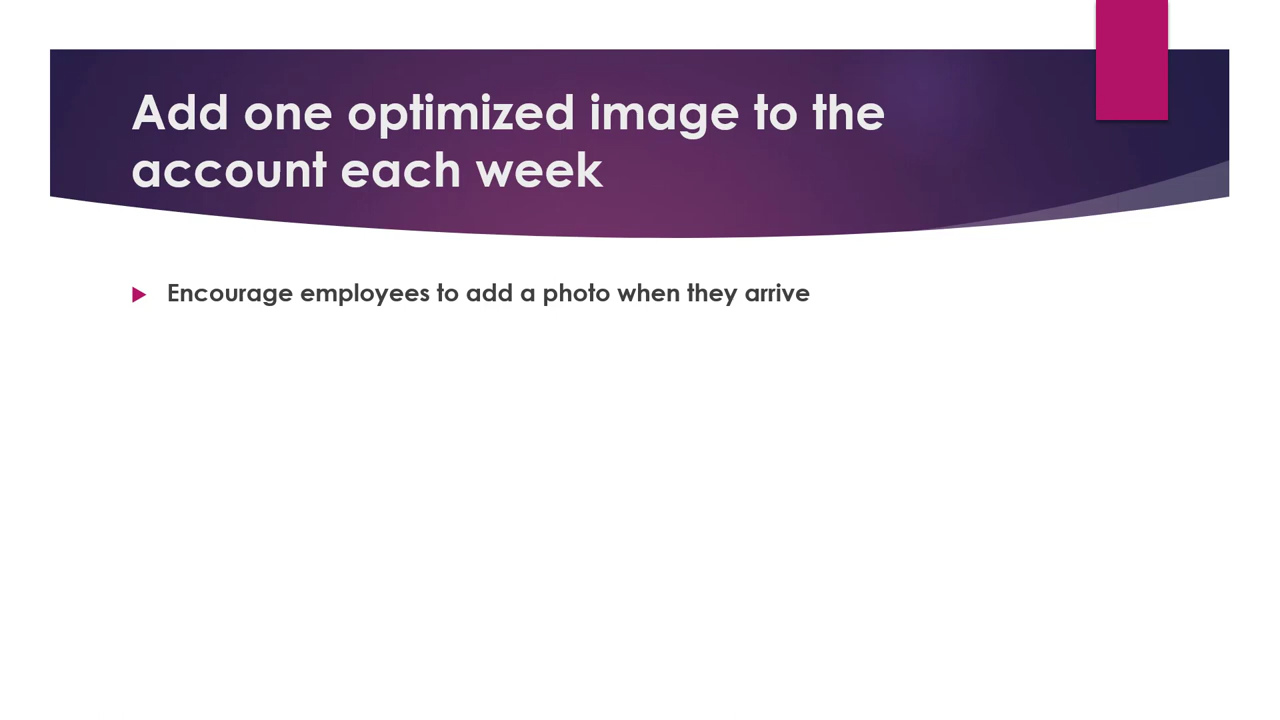 Add one optimized image to the
account each week
Encourage employees to add a photo when they arrive